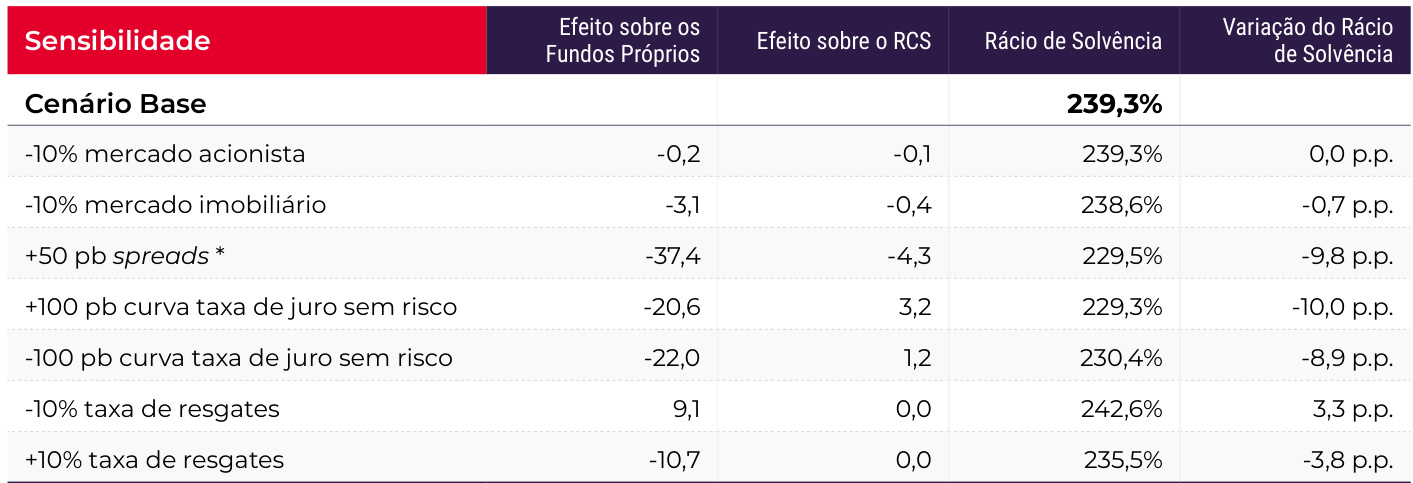 Sensibilidade Efeito sobre os Fundos Próprios Efeito sobre o RCS Rácio de Solvência Variação do Rácio de Solvência
Cenário Base 239,3%
-10% mercado acionista -0,2 -0,1 239,3% 0,0 p.p.
-10% mercado imobiliário -3,1 -0,4 238,6% -0,7 p.p.
+50 pb spreads * -37,4 -4,3 229,5% -9,8 p.p.
+100 pb curva taxa de juro sem risco -20,6 3,2 229,3% -10,0 p.p.
-100 pb curva taxa de juro sem risco -22,0 1,2 230,4% -8,9 p.p.
-10% taxa de resgates 9,1 0,0 242,6% 3,3 p.p.
+10% taxa de resgates -10,7 0,0 235,5% -3,8 p.p.